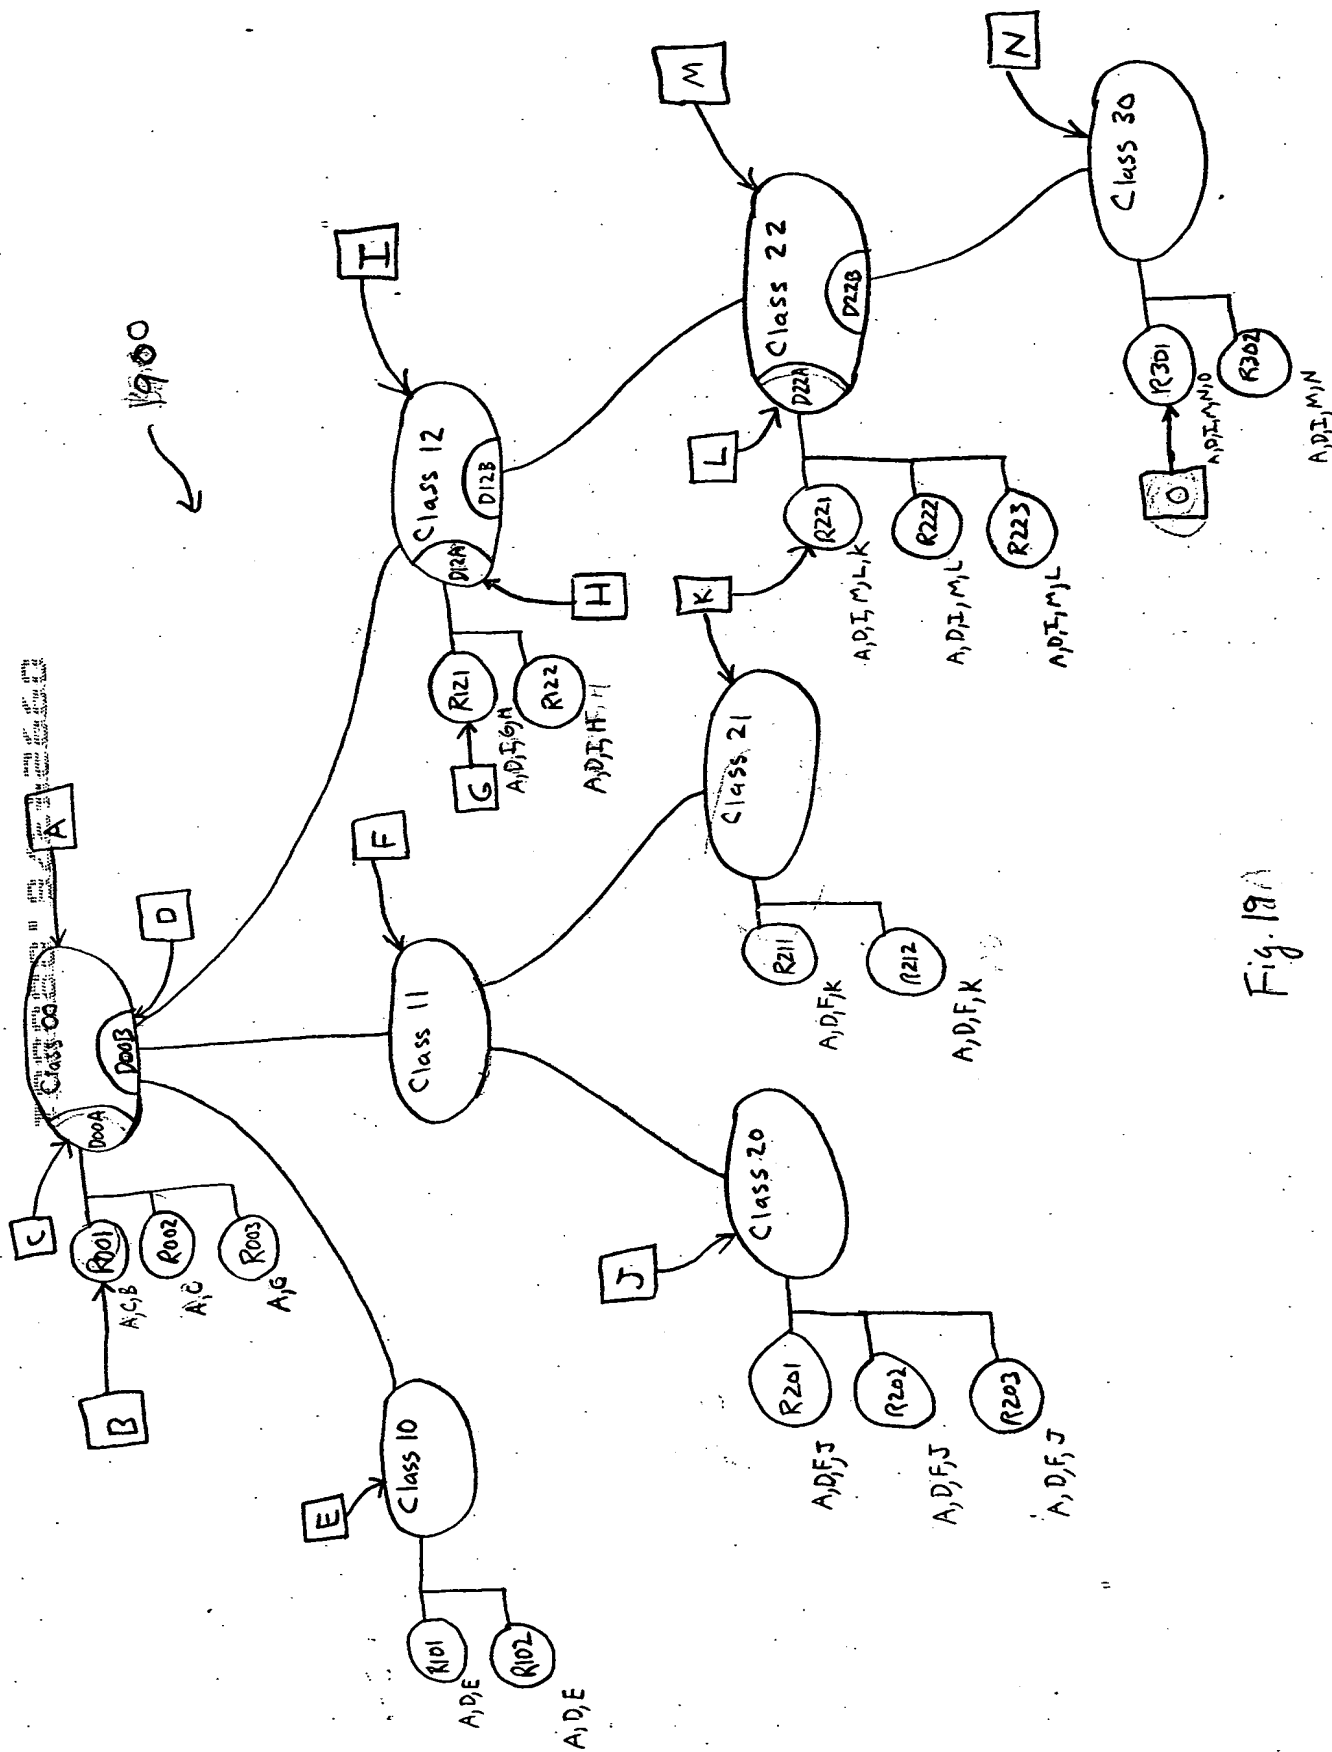 1900
A
Class 00
D00A
D00B
D
C
R001
A,C,B
R002
A,C
R003
B
I
Class 12
D12A
D12B
H
R121
A,D,I,G,H
G
R122
A,D,I,H
F
Class 11
E
Class 10
R101
A,D,E
R102
A,D,E
M
Class 22
D22A
D22B
L
R221
A,D,I,M,L,K
R222
A,D,I,M,L
R223
A,D,I,M,L
K
Class 21
R211
A,D,F,K
R212
A,D,F,K
J
Class 20
R201
A,D,F,J
R202
A,D,F,J
R203
A,D,F,J
N
Class 30
R301
A,D,I,M,N,O
O
R302
A,D,I,M,N
Fig. 19A